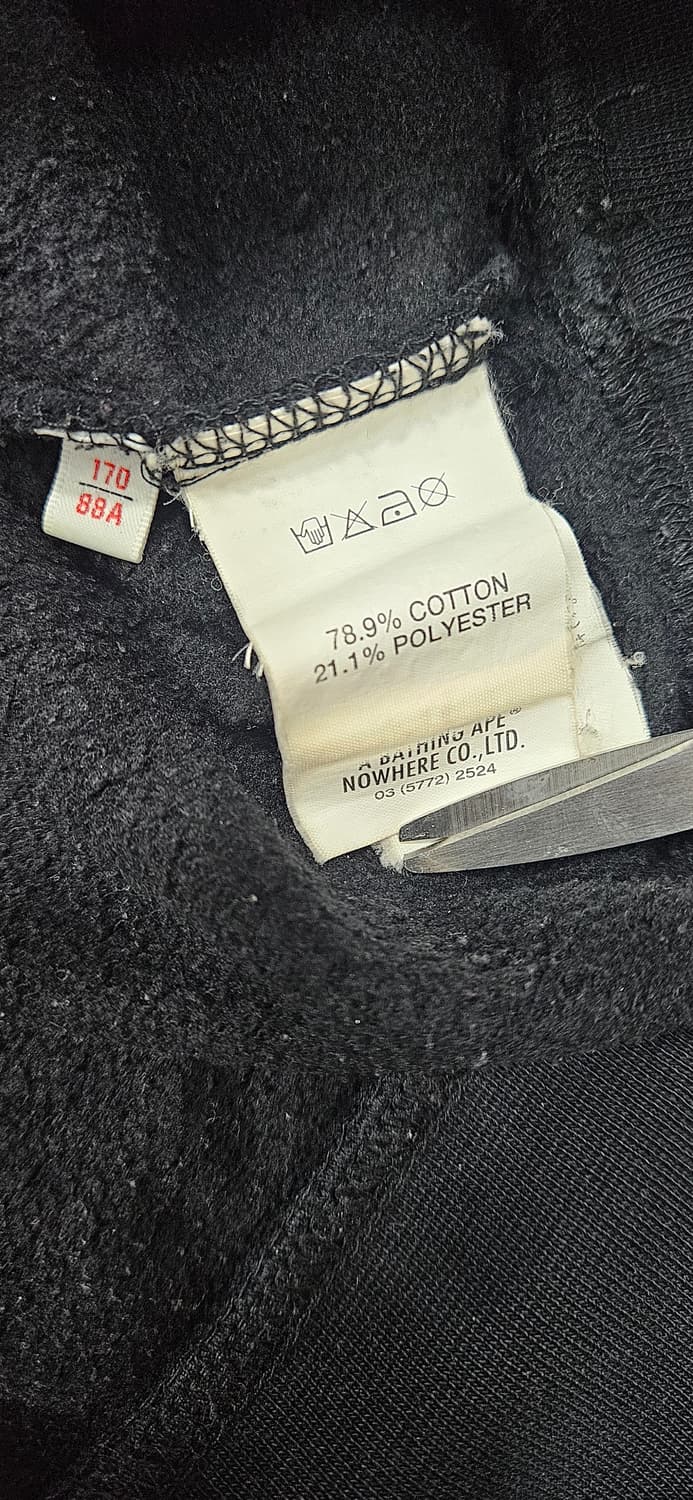 170
88A
78.9% COTTON
21.1% POLYESTER
A BATHING APE®
NOWHERE CO.,LTD.
03 (5772) 2524